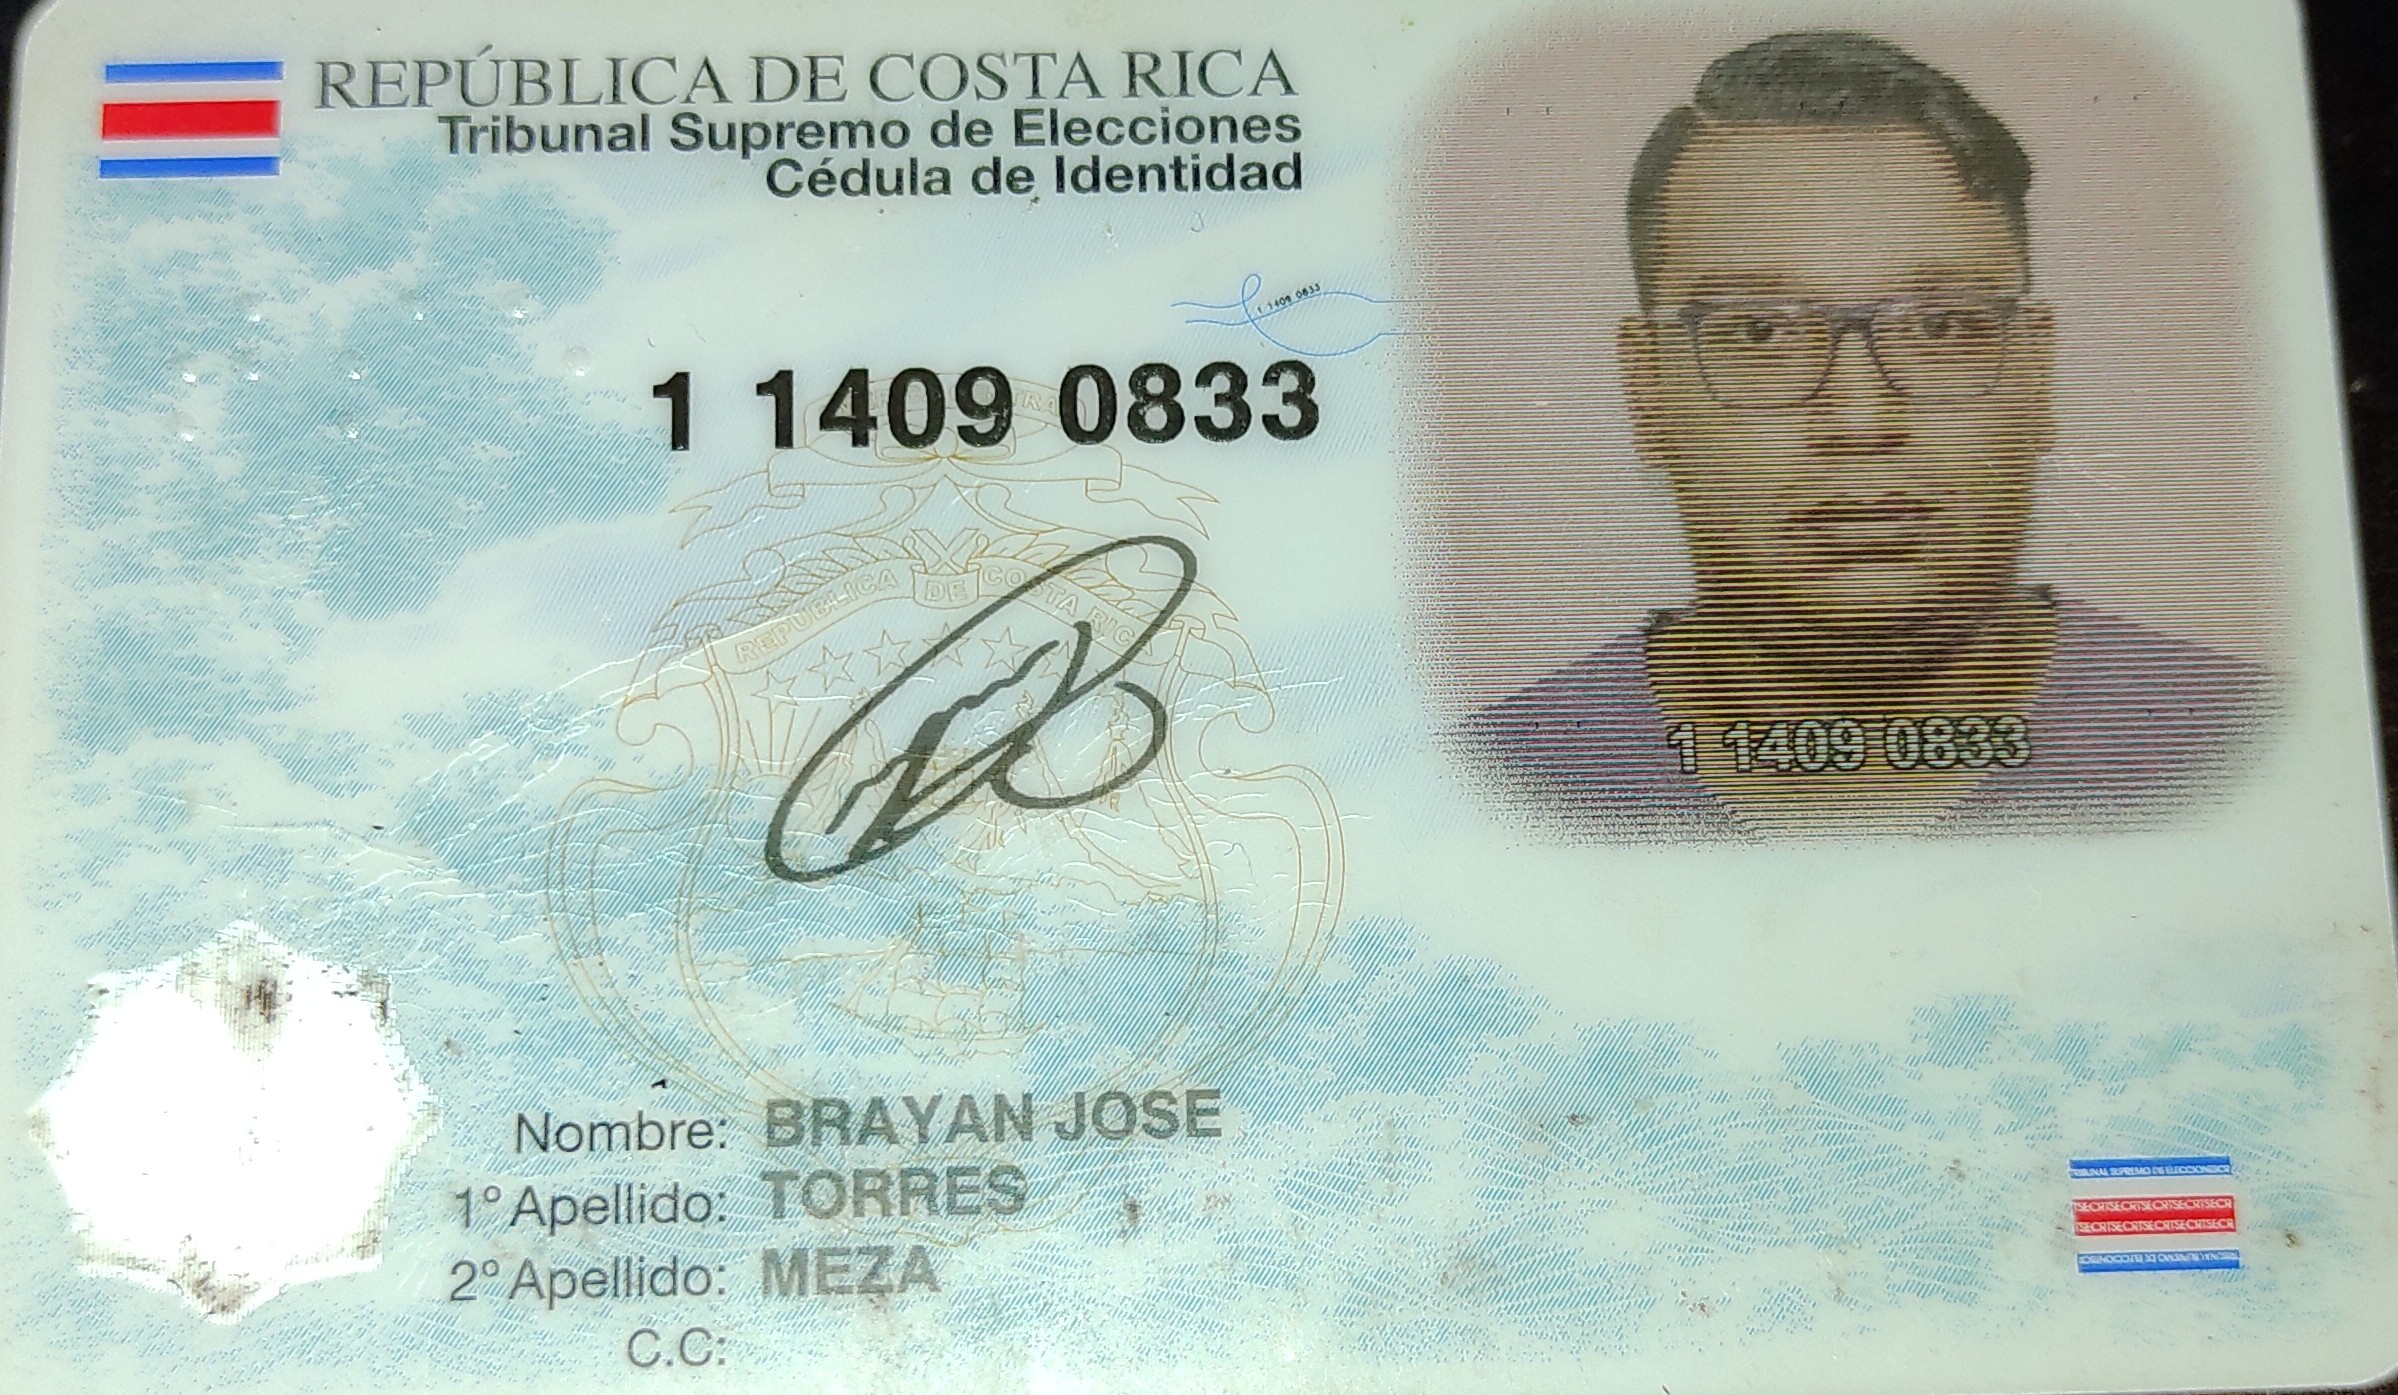 REPÚBLICA DE COSTA RICA
Tribunal Supremo de Elecciones
Cédula de Identidad
1 1409 0833
1 1409 0833
REPUBLICA DE COSTA RICA
1 1409 0833
Nombre: BRAYAN JOSE
1° Apellido: TORRES
2° Apellido: MEZA
C.C:
TRIBUNAL SUPREMO DE ELECCIONES
TSECRTSECRTSECRTSECRTSECR
TSECRTSECRTSECRTSECRTSECR